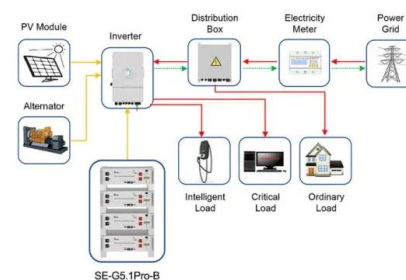 PV Module
Inverter
Distribution
Box
Electricity
Meter
Power
Grid
Alternator
Intelligent
Load
Critical
Load
Ordinary
Load
SE-G5.1Pro-B